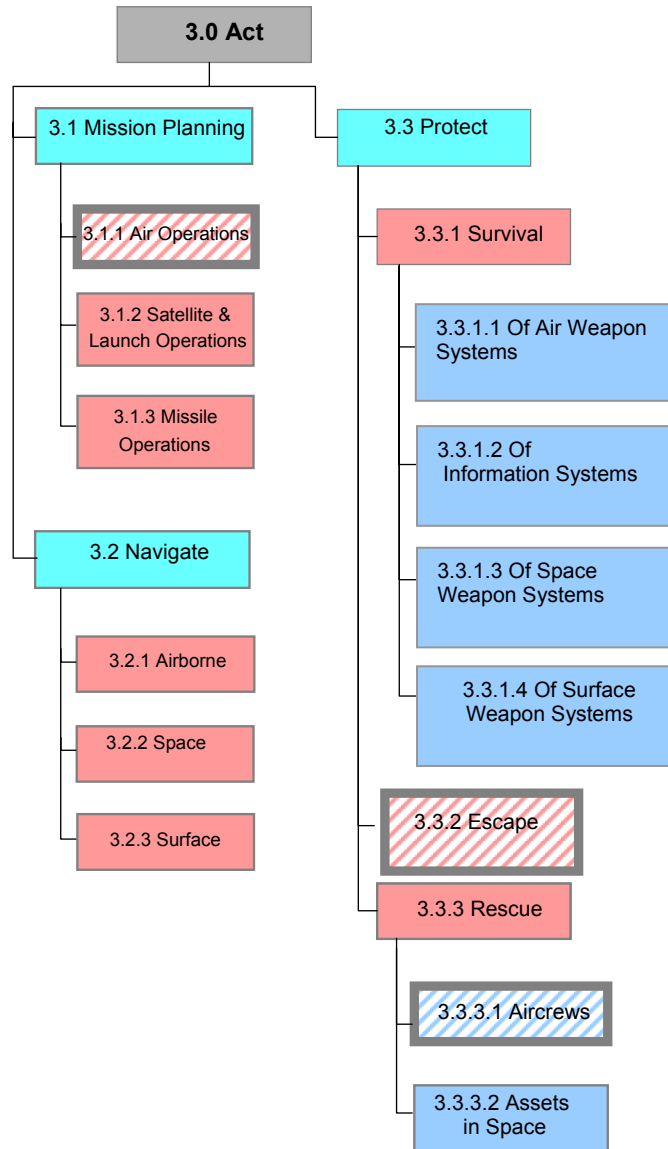 3.0 Act
3.1 Mission Planning
3.1.1 Air Operations
3.1.2 Satellite &
Launch Operations
3.1.3 Missile
Operations
3.2 Navigate
3.2.1 Airborne
3.2.2 Space
3.2.3 Surface
3.3 Protect
3.3.1 Survival
3.3.1.1 Of Air Weapon
Systems
3.3.1.2 Of
Information Systems
3.3.1.3 Of Space
Weapon Systems
3.3.1.4 Of Surface
Weapon Systems
3.3.2 Escape
3.3.3 Rescue
3.3.3.1 Aircrews
3.3.3.2 Assets
in Space